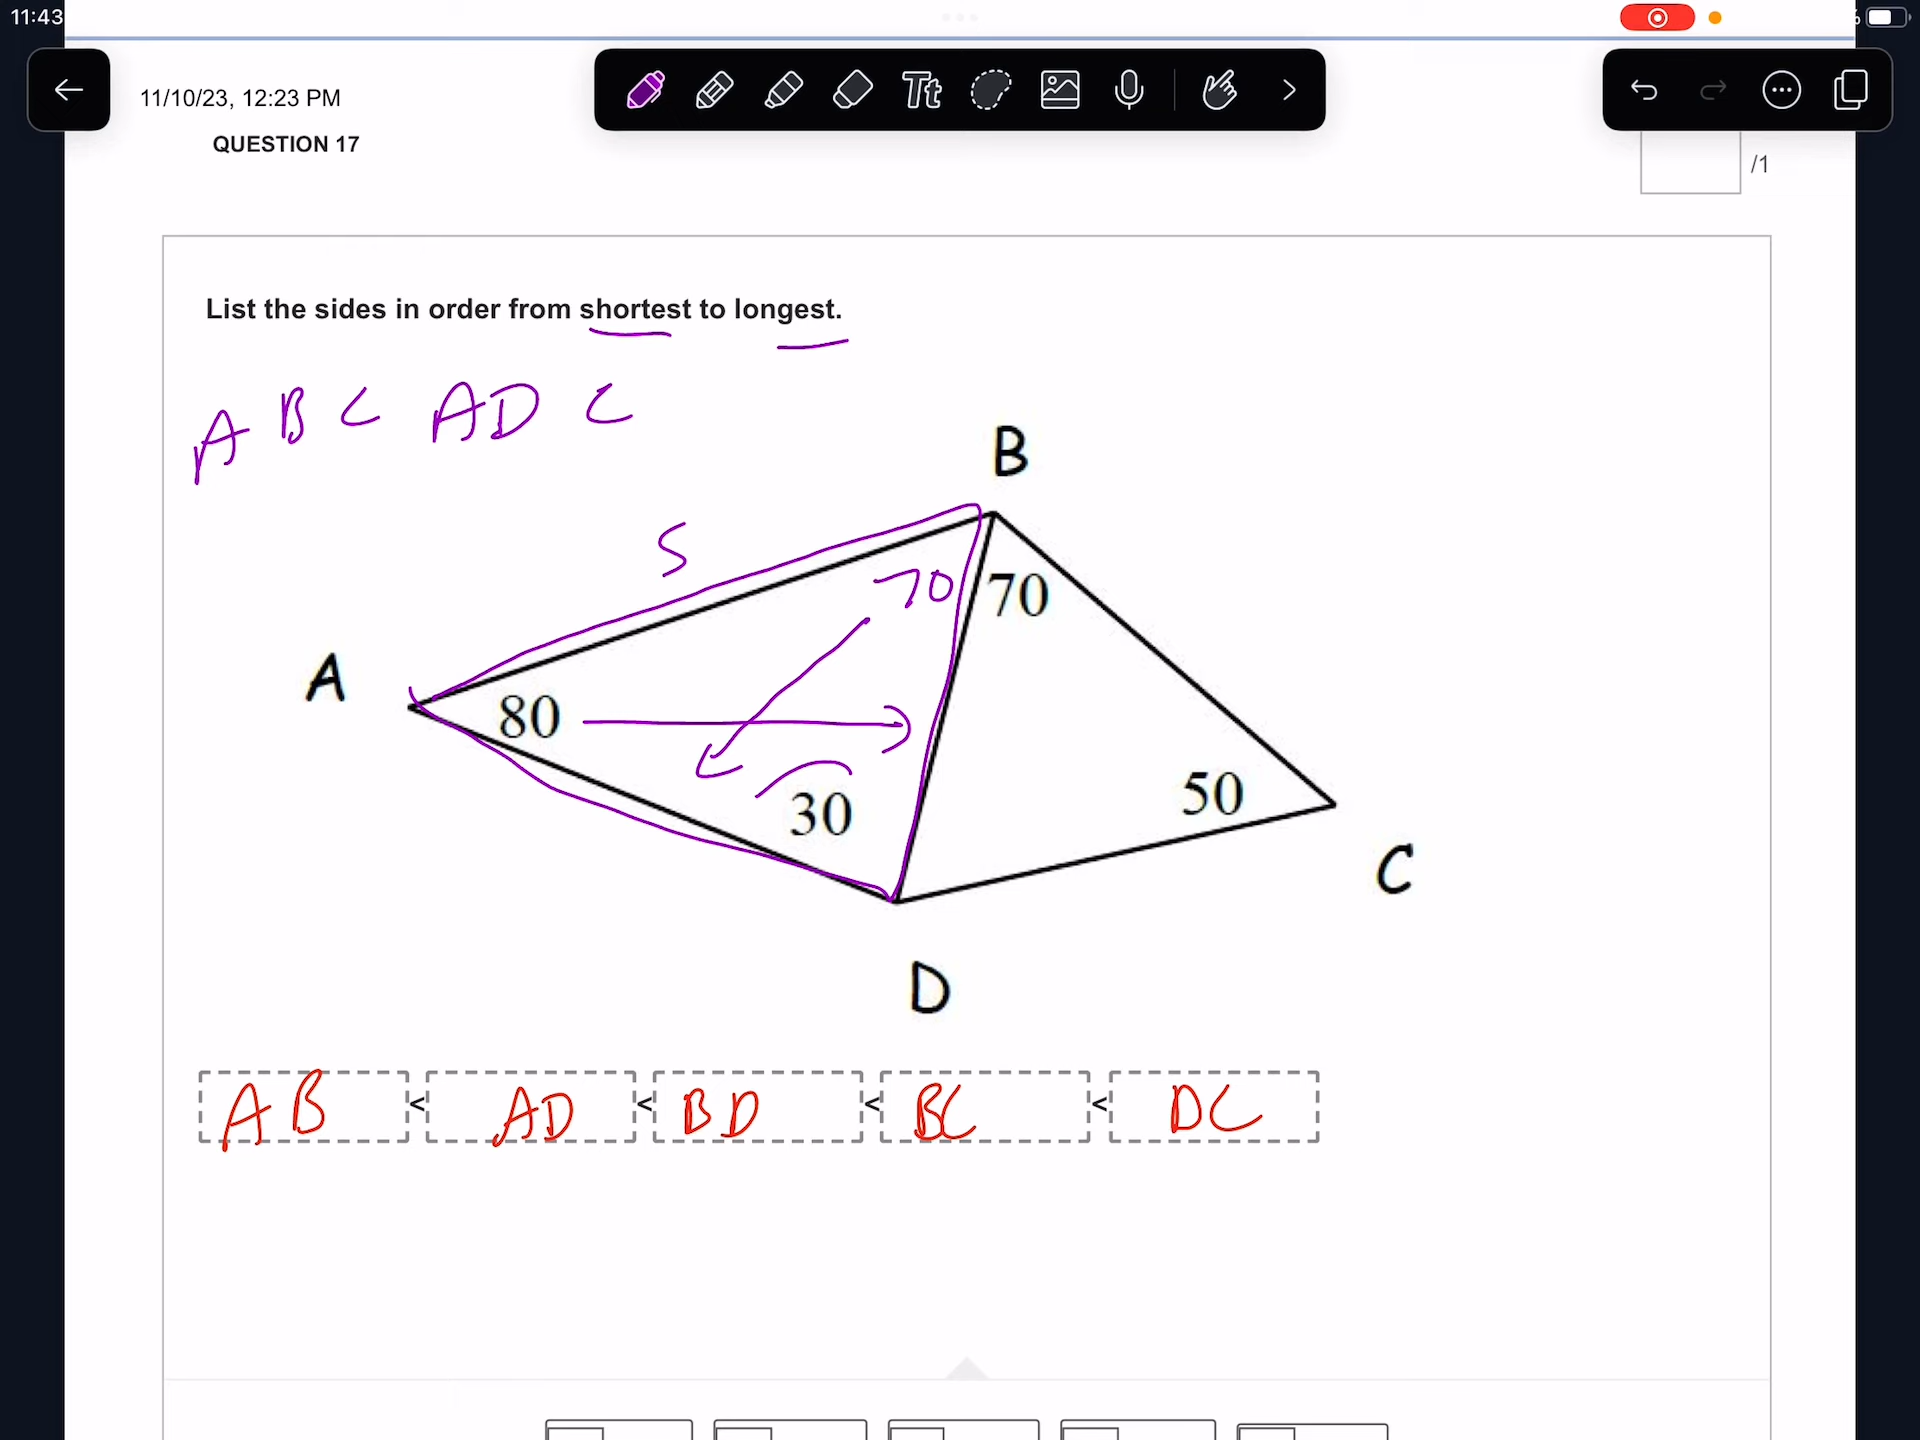 11:43
11/10/23, 12:23 PM
QUESTION 17
/1
List the sides in order from shortest to longest.
A B C A D C
B
S
70 70
A
80
50
30
C
D
AB < AD < BD < BC < DC